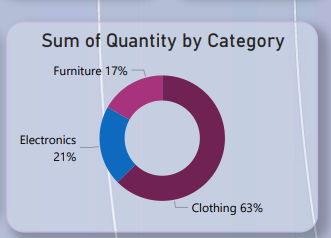 Sum of Quantity by Category
Furniture 17%
Electronics
21%
Clothing 63%